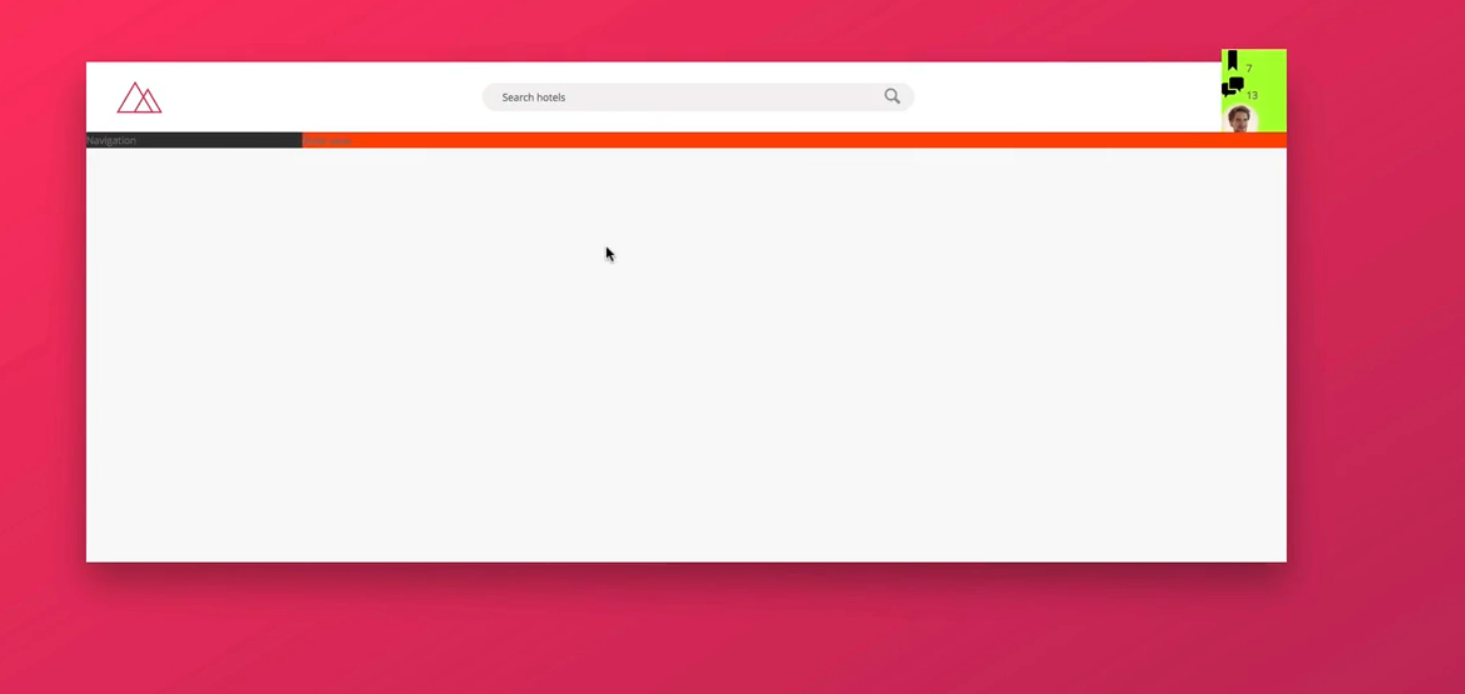 Search hotels
7
13
Navigation